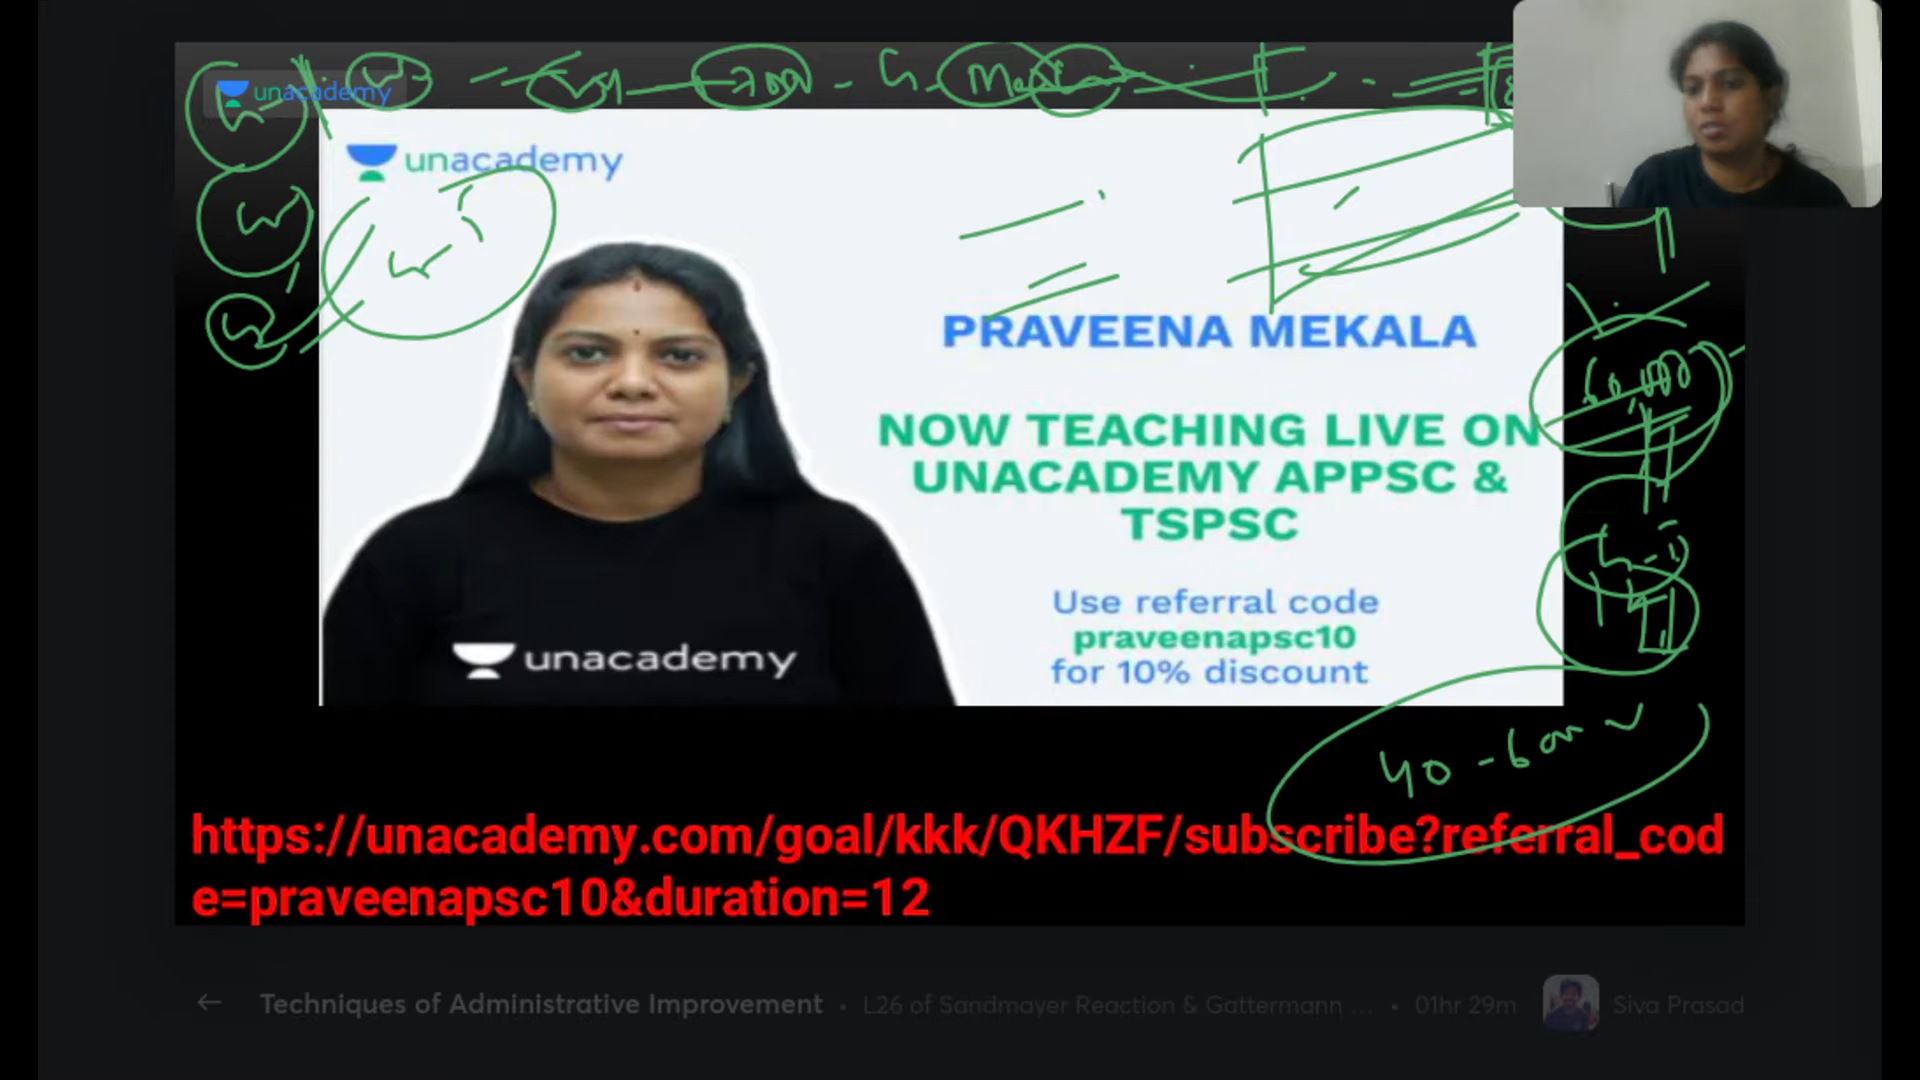 unacademy
unacademy
PRAVEENA MEKALA
NOW TEACHING LIVE ON
UNACADEMY APPSC &
TSPSC
Use referral code
praveenapsc10
for 10% discount
unacademy
60,000
40-60m
https://unacademy.com/goal/kkk/QKHZF/subscribe?referral_cod
e=praveenapsc10&duration=12
Techniques of Administrative Improvement • L26 of Sandmayer Reaction & Gattermann ... • 01hr 29m Siva Prasad